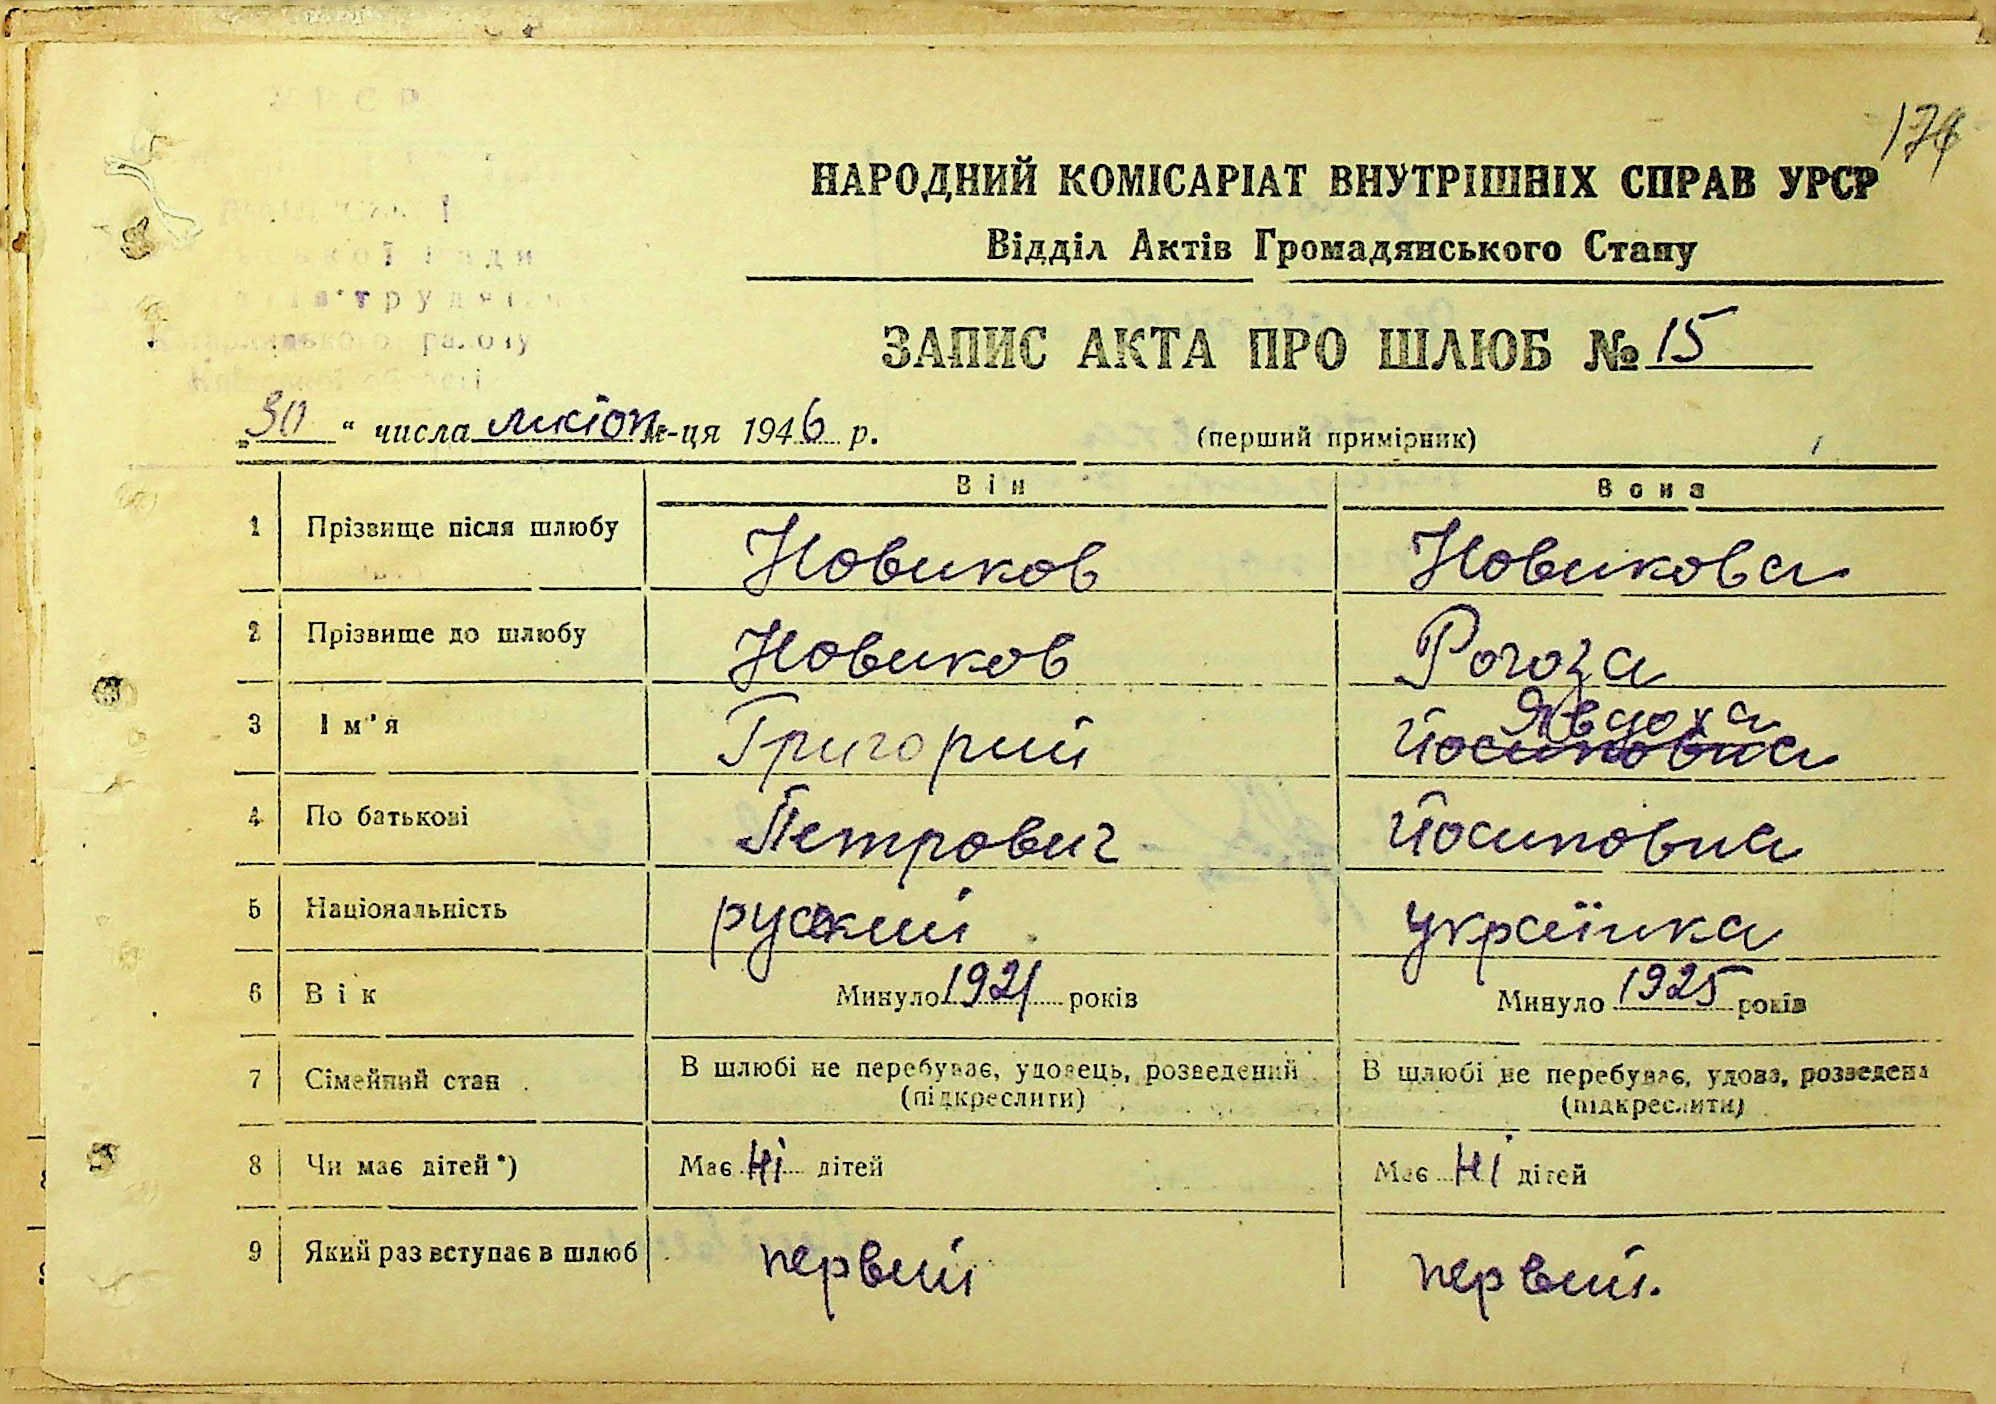 174
НАРОДНИЙ КОМІСАРІАТ ВНУТРІШНІХ СПРАВ УРСР
Відділ Актів Громадянського Стану
ЗАПИС АКТА ПРО ШЛЮБ № 15
„30“ числа м-ця 1946 р.
(перший примірник)
Він Вона
1 Прізвище після шлюбу Новиков Новикова
2 Прізвище до шлюбу Новиков Рогоза
Явдоха
3 Ім'я Григорий Йосиповна
4 По батькові Петрович Йосиповна
5 Національність руский українка
6 Вік Минуло 1921 років Минуло 1925 років
7 Сімейний стан В шлюбі не перебуває, удовець, розведений В шлюбі не перебуває, удова, розведена
(підкреслити) (підкреслити)
8 Чи має дітей*) Має ні дітей Має ні дітей
9 Який раз вступає в шлюб первий первий.